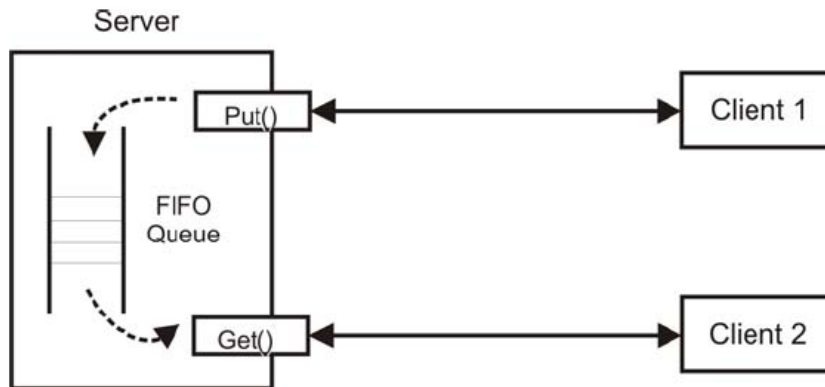 Server
Put()
Client 1
FIFO
Queue
Get()
Client 2